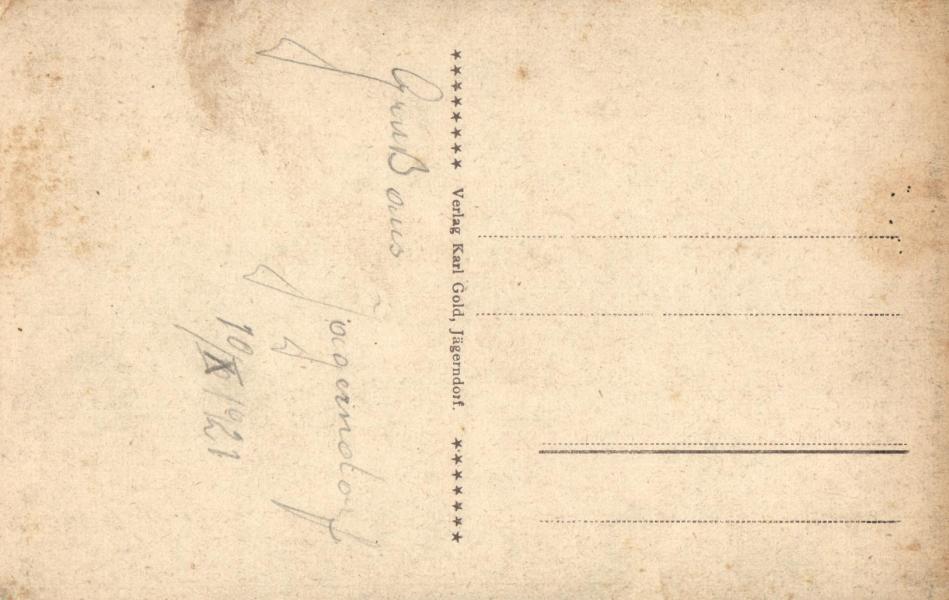 Gruß aus
Jägerndorf
10/X 1921
Verlag Karl Gold, Jägerndorf.